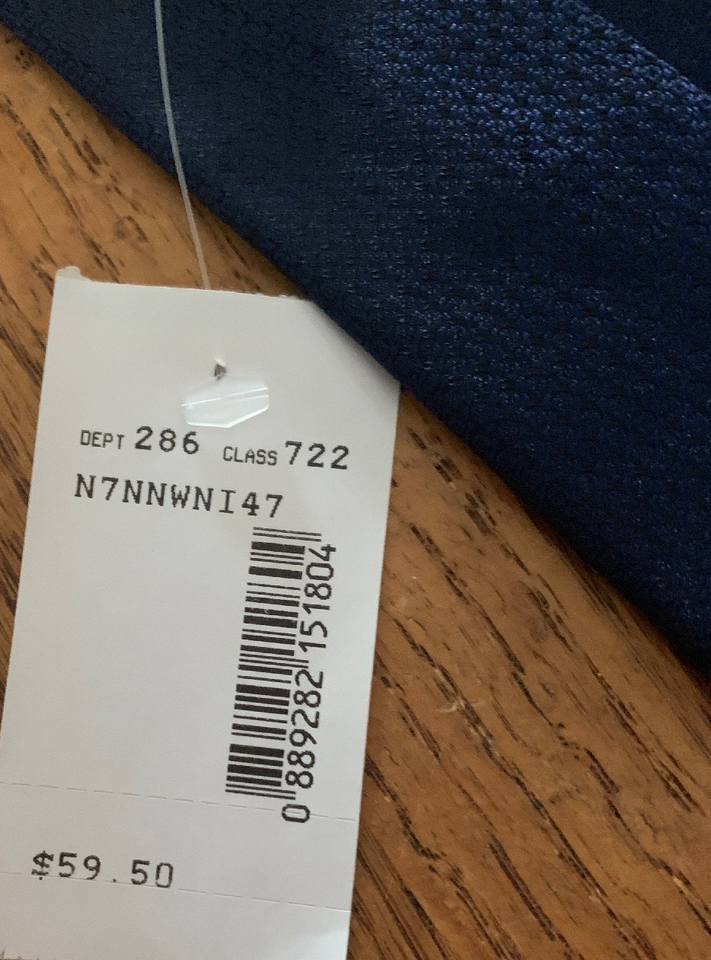 DEPT 286 CLASS 722
N7NNWNI47
0 889282 151804
$59.50